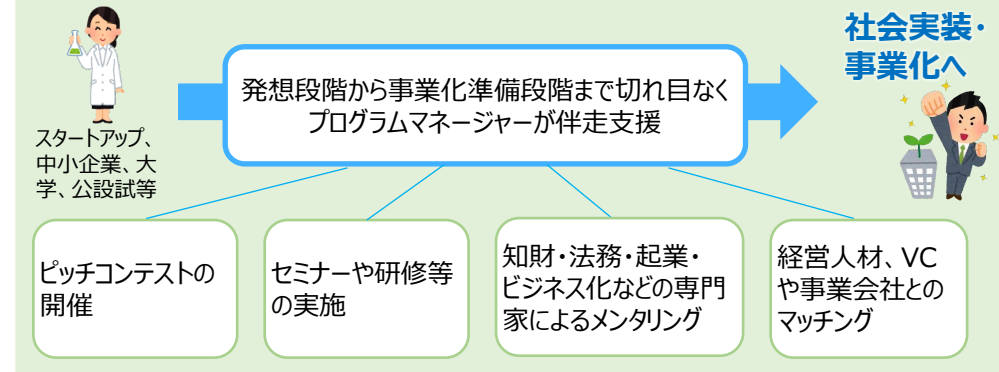 社会実装・
事業化へ
発想段階から事業化準備段階まで切れ目なく
プログラムマネージャーが伴走支援
スタートアップ、
中小企業、大
学、公設試等
ピッチコンテストの
開催
セミナーや研修等
の実施
知財・法務・起業・
ビジネス化などの専門
家によるメンタリング
経営人材、VC
や事業会社との
マッチング